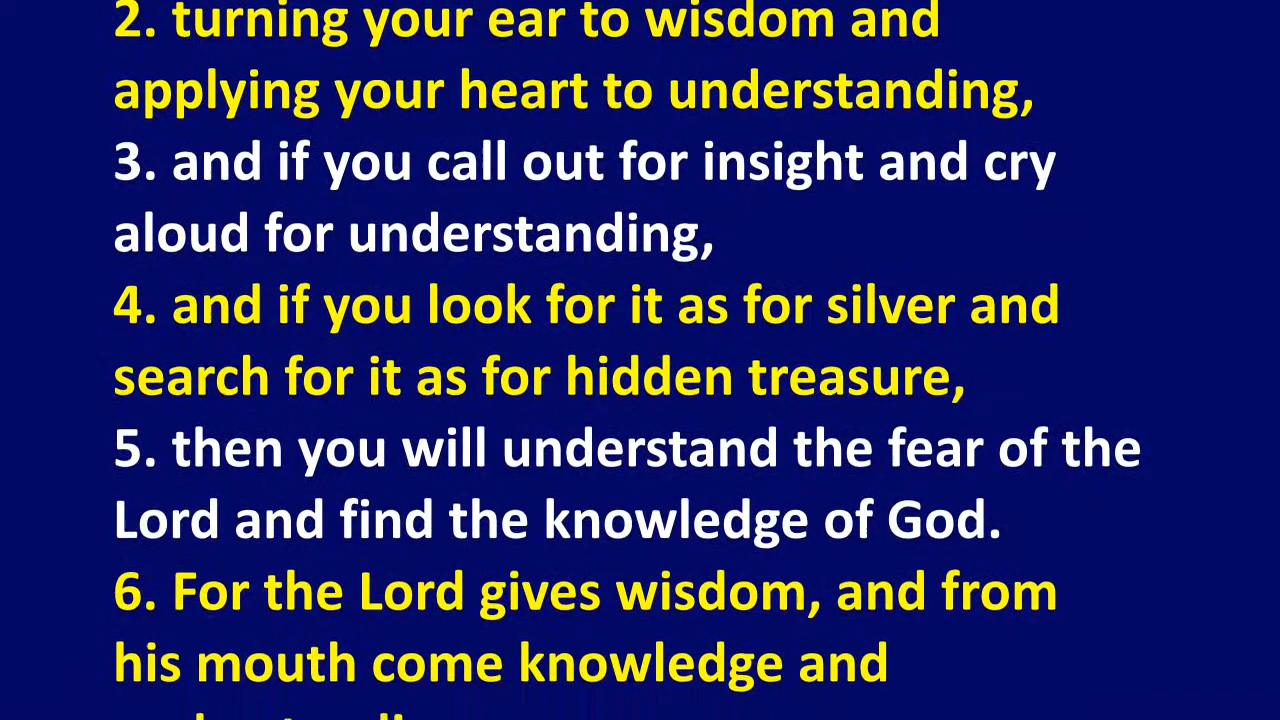 2. turning your ear to wisdom and
applying your heart to understanding,
3. and if you call out for insight and cry
aloud for understanding,
4. and if you look for it as for silver and
search for it as for hidden treasure,
5. then you will understand the fear of the
Lord and find the knowledge of God.
6. For the Lord gives wisdom, and from
his mouth come knowledge and